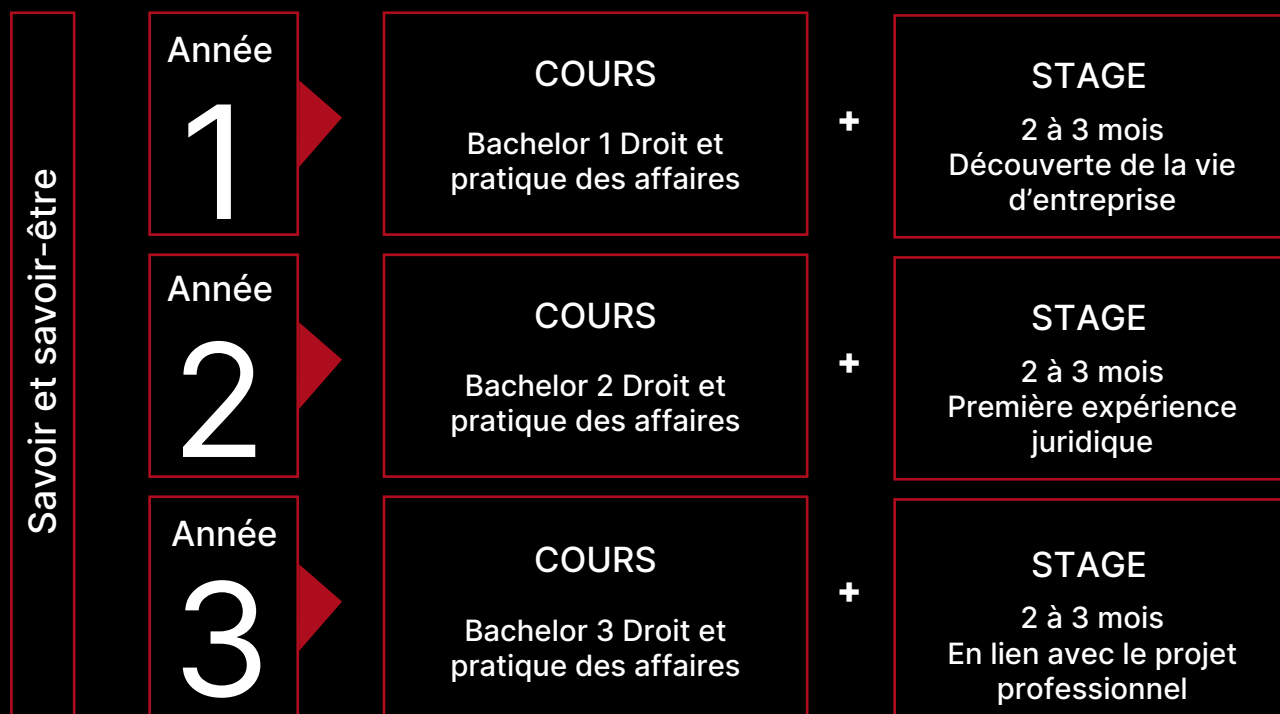 Savoir et savoir-être
Année
1
COURS
Bachelor 1 Droit et
pratique des affaires
+
STAGE
2 à 3 mois
Découverte de la vie
d’entreprise
Année
2
COURS
Bachelor 2 Droit et
pratique des affaires
+
STAGE
2 à 3 mois
Première expérience
juridique
Année
3
COURS
Bachelor 3 Droit et
pratique des affaires
+
STAGE
2 à 3 mois
En lien avec le projet
professionnel